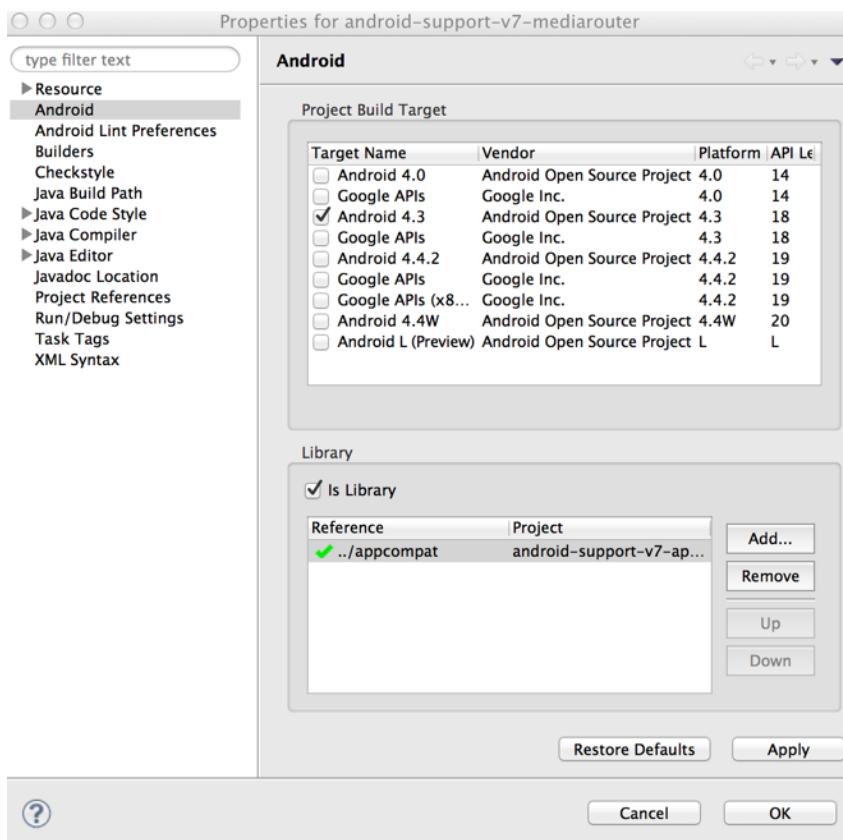 Properties for android-support-v7-mediarouter
type filter text
Resource
Android
Android Lint Preferences
Builders
Checkstyle
Java Build Path
Java Code Style
Java Compiler
Java Editor
Javadoc Location
Project References
Run/Debug Settings
Task Tags
XML Syntax
Android
Project Build Target
Target Name Vendor Platform API Le
Android 4.0 Android Open Source Project 4.0 14
Google APIs Google Inc. 4.0 14
Android 4.3 Android Open Source Project 4.3 18
Google APIs Google Inc. 4.3 18
Android 4.4.2 Android Open Source Project 4.4.2 19
Google APIs Google Inc. 4.4.2 19
Google APIs (x8... Google Inc. 4.4.2 19
Android 4.4W Android Open Source Project 4.4W 20
Android L (Preview) Android Open Source Project L L
Library
Is Library
Reference Project
../appcompat android-support-v7-ap...
Add...
Remove
Up
Down
Restore Defaults Apply
? Cancel OK